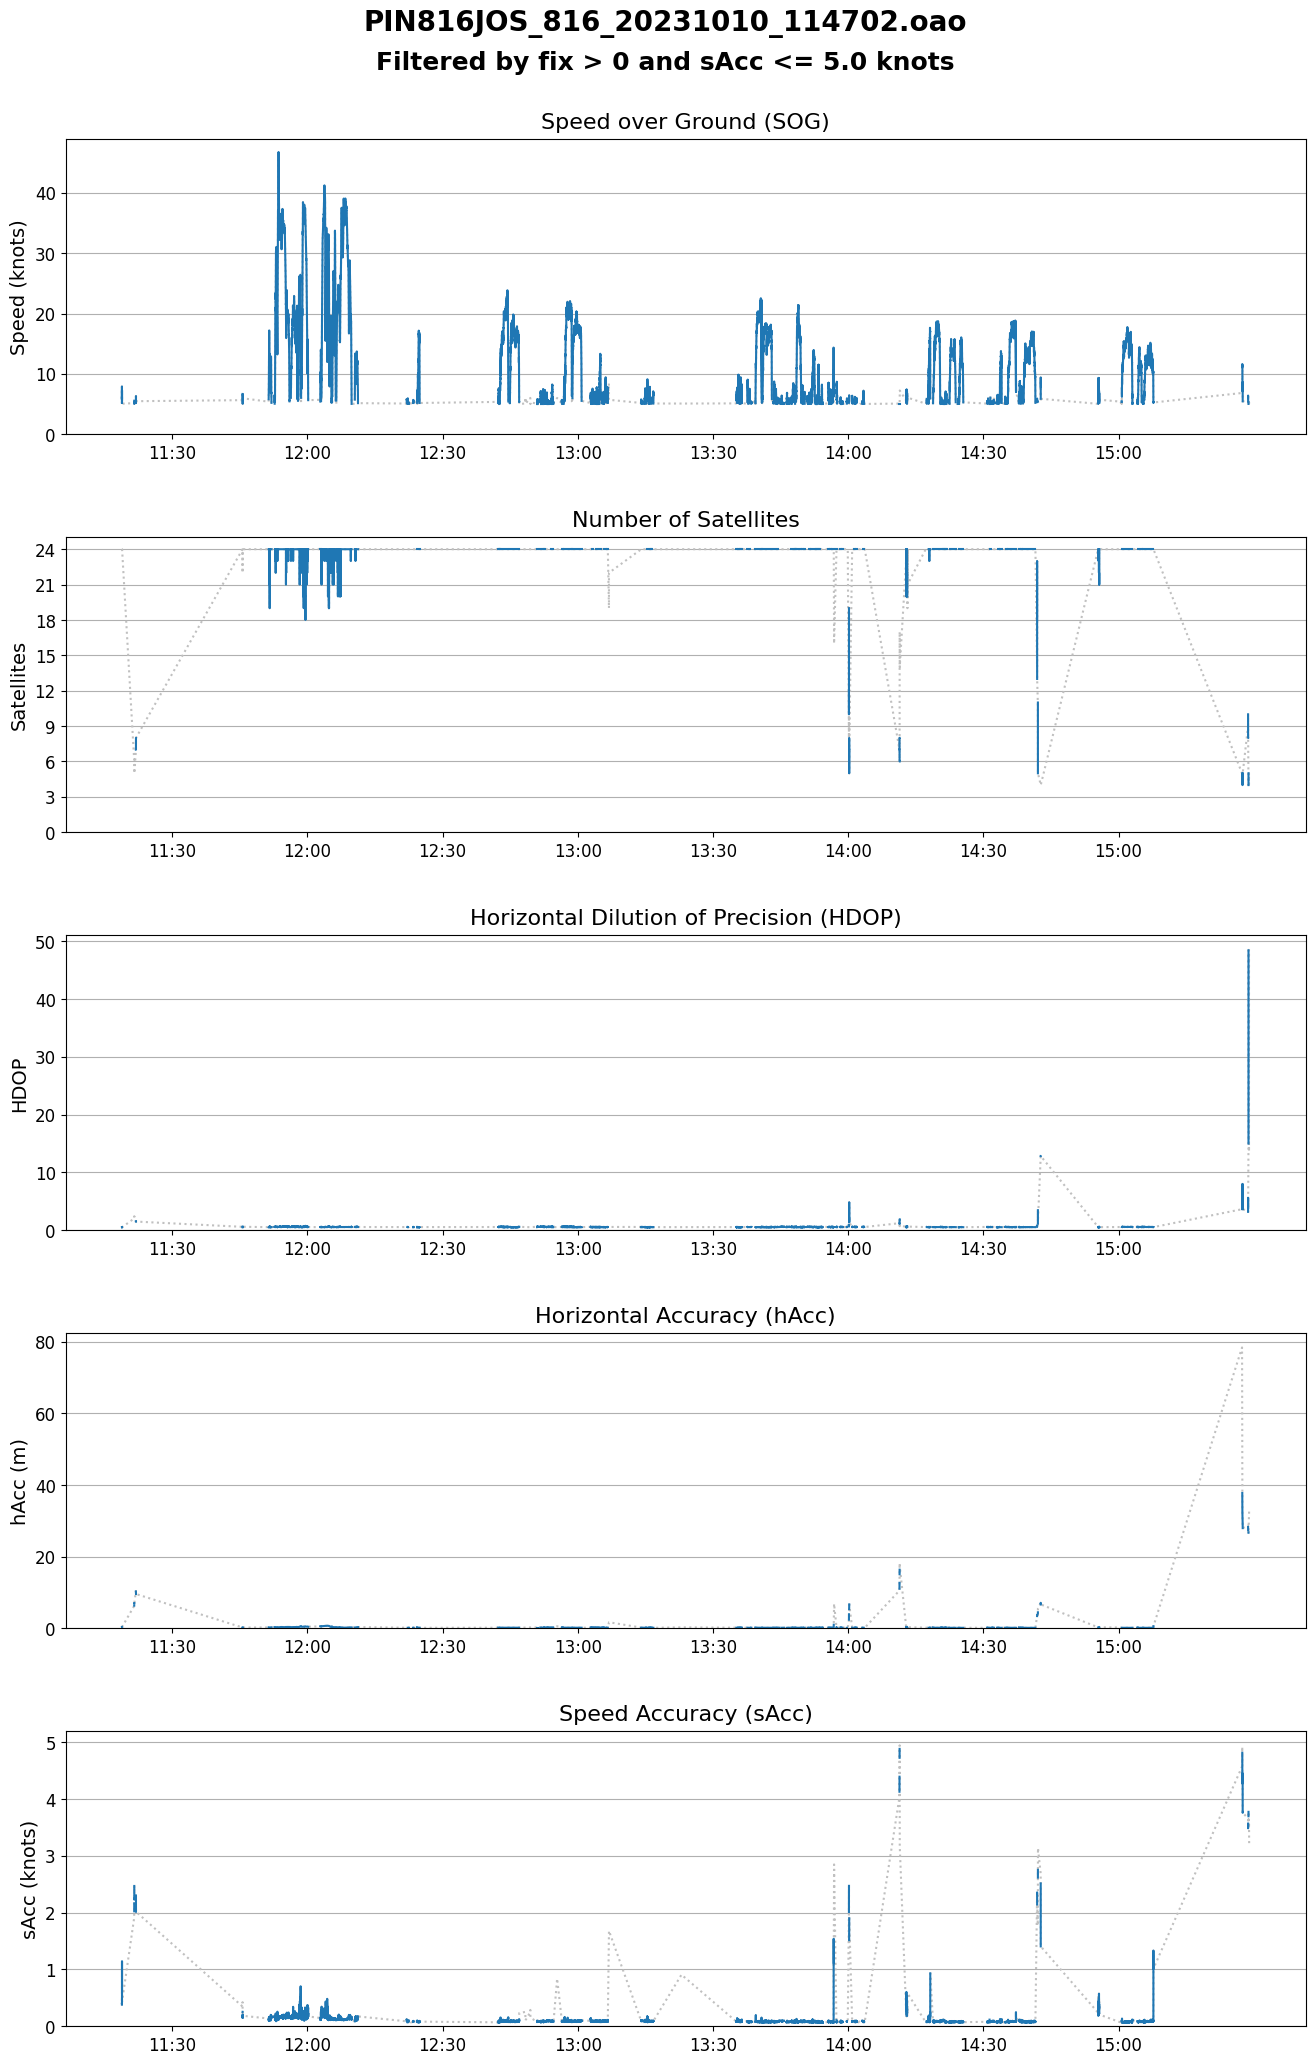 PIN816JOS_816_20231010_114702.oao
Filtered by fix > 0 and sAcc <= 5.0 knots
Speed over Ground (SOG)
Speed (knots)
40
30
20
10
0
11:30 12:00 12:30 13:00 13:30 14:00 14:30 15:00
Number of Satellites
Satellites
24
21
18
15
12
9
6
3
0
11:30 12:00 12:30 13:00 13:30 14:00 14:30 15:00
Horizontal Dilution of Precision (HDOP)
HDOP
50
40
30
20
10
0
11:30 12:00 12:30 13:00 13:30 14:00 14:30 15:00
Horizontal Accuracy (hAcc)
hAcc (m)
80
60
40
20
0
11:30 12:00 12:30 13:00 13:30 14:00 14:30 15:00
Speed Accuracy (sAcc)
sAcc (knots)
5
4
3
2
1
0
11:30 12:00 12:30 13:00 13:30 14:00 14:30 15:00